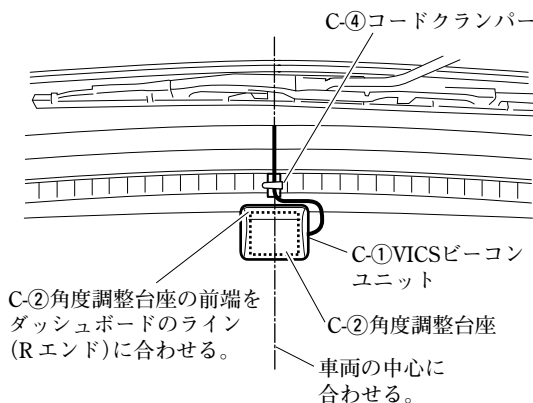 C-④コードクランパー
C-①VICSビーコン
ユニット
C-②角度調整台座の前端を
ダッシュボードのライン
(Rエンド)に合わせる。
C-②角度調整台座
車両の中心に
合わせる。